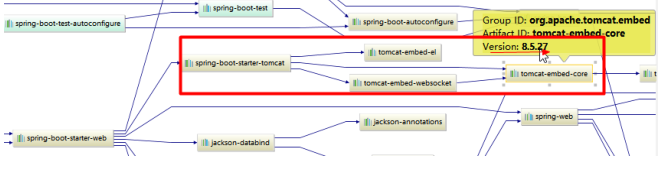 spring-boot-test
spring-boot-test-autoconfigure
spring-boot-autoconfigure
Group ID: org.apache.tomcat.embed
Artifact ID: tomcat-embed-core
Version: 8.5.27
tomcat-embed-el
spring-boot-starter-tomcat
tomcat-embed-core
t
tomcat-embed-websocket
spring-web
jackson-annotations
spring-boot-starter-web
jackson-databind